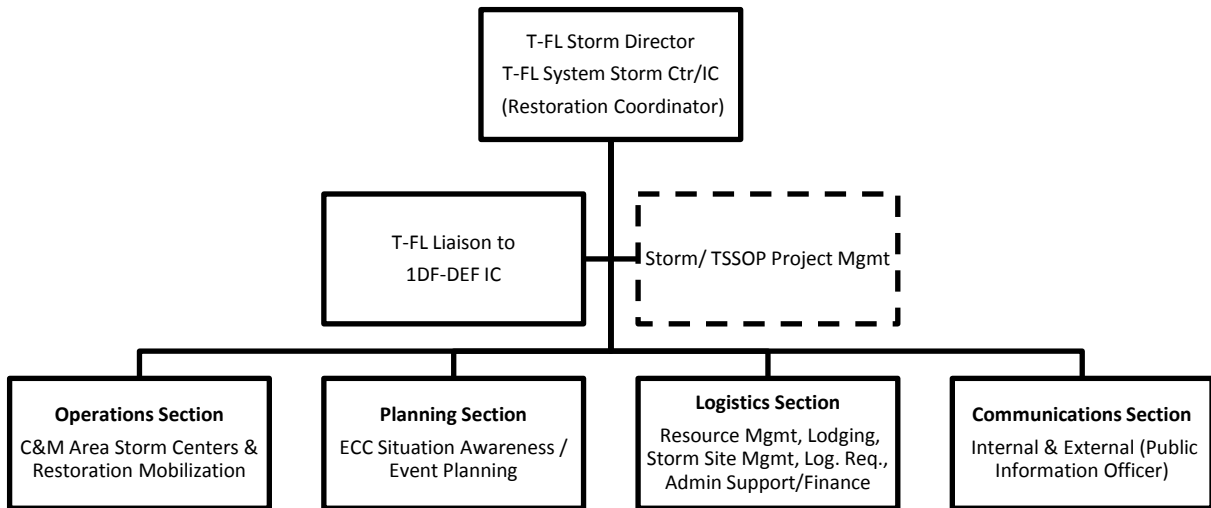 T-FL Storm Director
T-FL System Storm Ctr/IC
(Restoration Coordinator)
T-FL Liaison to
1DF-DEF IC
Storm/ TSSOP Project Mgmt
Operations Section
C&M Area Storm Centers &
Restoration Mobilization
Planning Section
ECC Situation Awareness /
Event Planning
Logistics Section
Resource Mgmt, Lodging,
Storm Site Mgmt, Log. Req.,
Admin Support/Finance
Communications Section
Internal & External (Public
Information Officer)